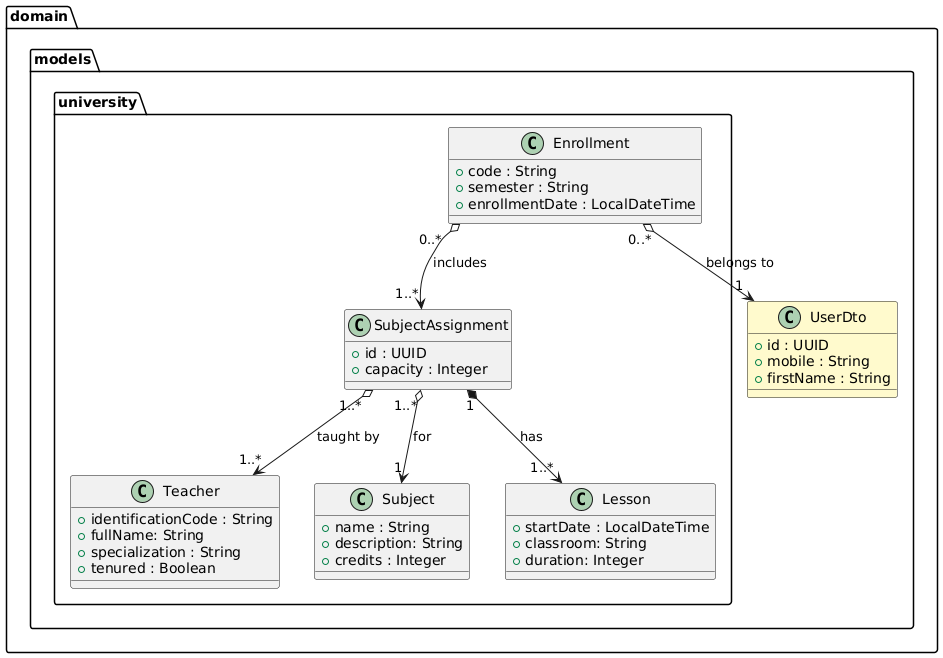 domain
models
university
C Enrollment
code : String
semester : String
enrollmentDate : LocalDateTime
0..*
0..*
includes
belongs to
1..*
1
C SubjectAssignment
id : UUID
capacity : Integer
C UserDto
id : UUID
mobile : String
firstName : String
1..*
1..*
1
taught by
for
has
1..*
1
1..*
C Teacher
identificationCode : String
fullName: String
specialization : String
tenured : Boolean
C Subject
name : String
description: String
credits : Integer
C Lesson
startDate : LocalDateTime
classroom: String
duration: Integer